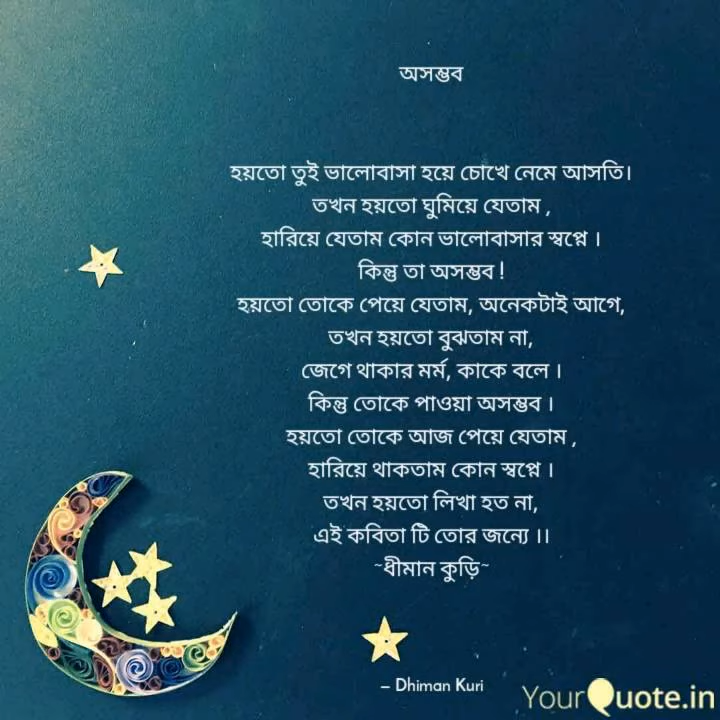 অসম্ভব
হয়তো তুই ভালোবাসা হয়ে চোখে নেমে আসতি।
তখন হয়তো ঘুমিয়ে যেতাম ,
হারিয়ে যেতাম কোন ভালোবাসার স্বপ্নে ।
কিন্তু তা অসম্ভব !
হয়তো তোকে পেয়ে যেতাম, অনেকটাই আগে,
তখন হয়তো বুঝতাম না,
জেগে থাকার মর্ম, কাকে বলে ।
কিন্তু তোকে পাওয়া অসম্ভব ।
হয়তো তোকে আজ পেয়ে যেতাম ,
হারিয়ে থাকতাম কোন স্বপ্নে ।
তখন হয়তো লিখা হত না,
এই কবিতা টি তোর জন্যে ।।
~ধীমান কুড়ি~
– Dhiman Kuri
YourQuote.in